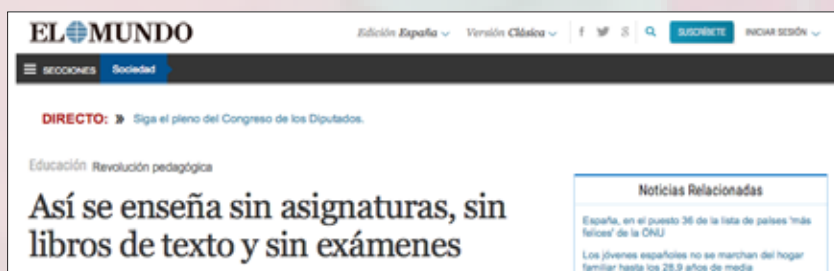 EL MUNDO
Edición España Versión Clásica f 8 SUSCRÍBETE INICIAR SESIÓN
SECCIONES Sociedad
DIRECTO: » Siga el pleno del Congreso de los Diputados.
Educación Revolución pedagógica
Así se enseña sin asignaturas, sin
libros de texto y sin exámenes
Noticias Relacionadas
España, en el puesto 36 de la lista de países 'más
felices' de la ONU
Los jóvenes españoles no se marchan del hogar
familiar hasta los 28,9 años de media